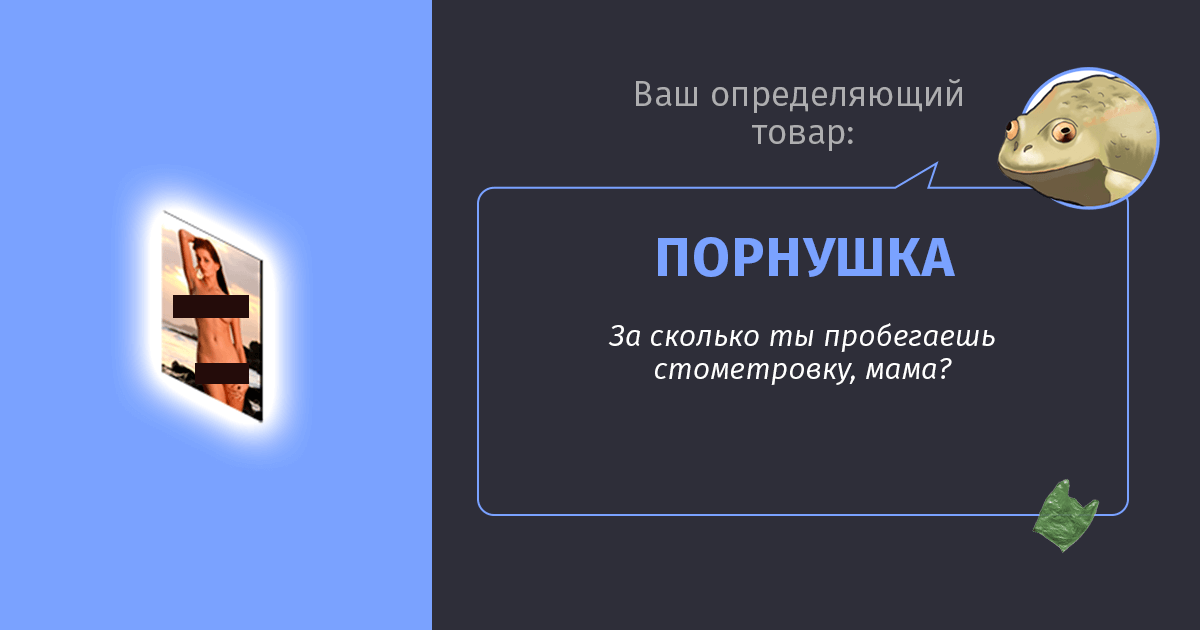 Ваш определяющий
товар:
ПОРНУШКА
За сколько ты пробегаешь
стометровку, мама?